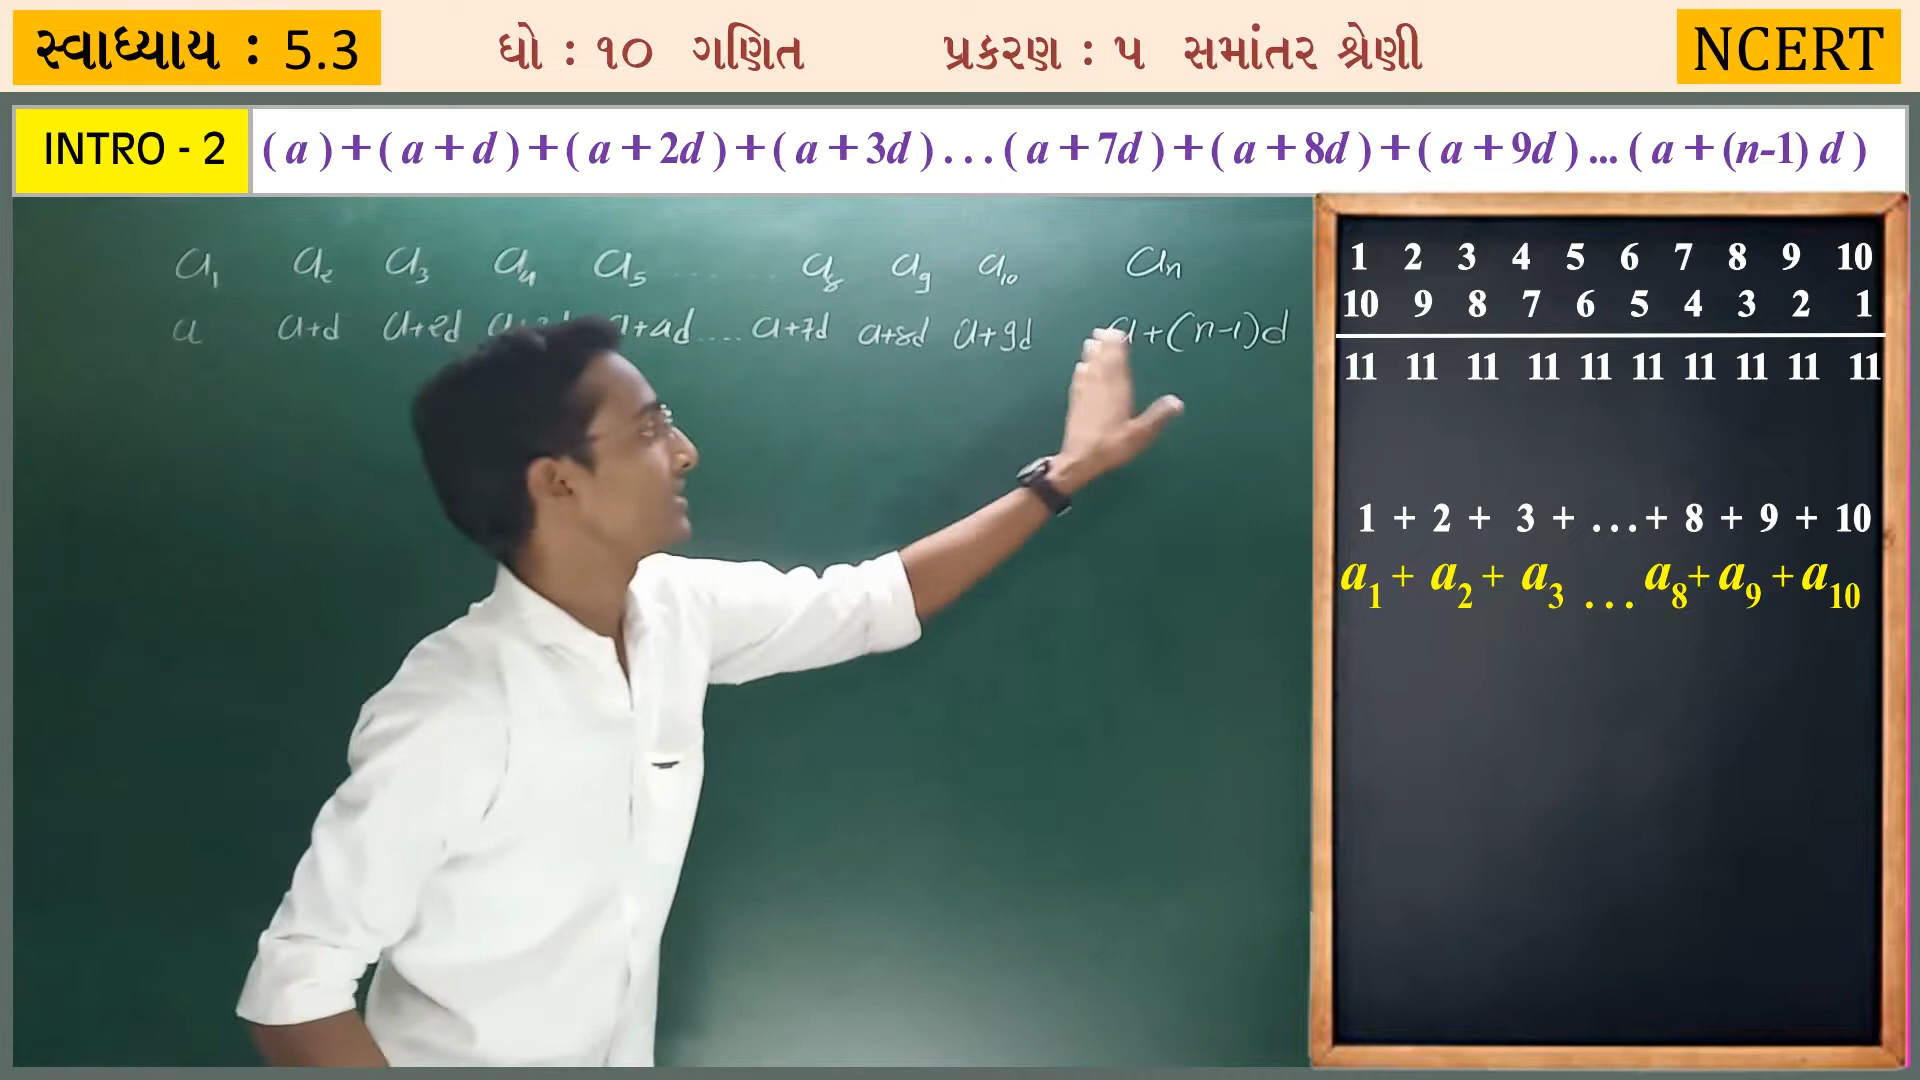 સ્વાધ્યાય : 5.3 ધો : ૧૦ ગણિત પ્રકરણ : ૫ સમાંતર શ્રેણી NCERT
INTRO - 2 ( a ) + ( a + d ) + ( a + 2d ) + ( a + 3d ) . . . ( a + 7d ) + ( a + 8d ) + ( a + 9d ) ... ( a + (n-1) d )
a₁ a₂ a₃ a₄ a₅ ....... a₈ a₉ a₁₀ aₙ
a a+d a+2d a+4d .... a+7d a+8d a+9d a+(n-1)d
1 2 3 4 5 6 7 8 9 10
10 9 8 7 6 5 4 3 2 1
11 11 11 11 11 11 11 11 11 11
1 + 2 + 3 + . . . + 8 + 9 + 10
a₁ + a₂ + a₃ . . . a₈ + a₉ + a₁₀